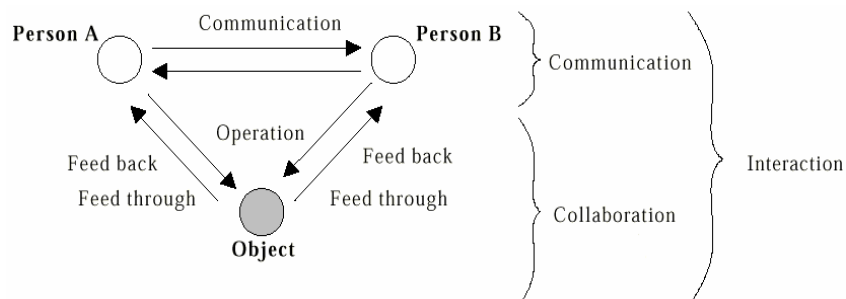 Communication
Person A
Person B
Communication
Operation
Feed back
Feed back
Interaction
Feed through
Feed through
Collaboration
Object